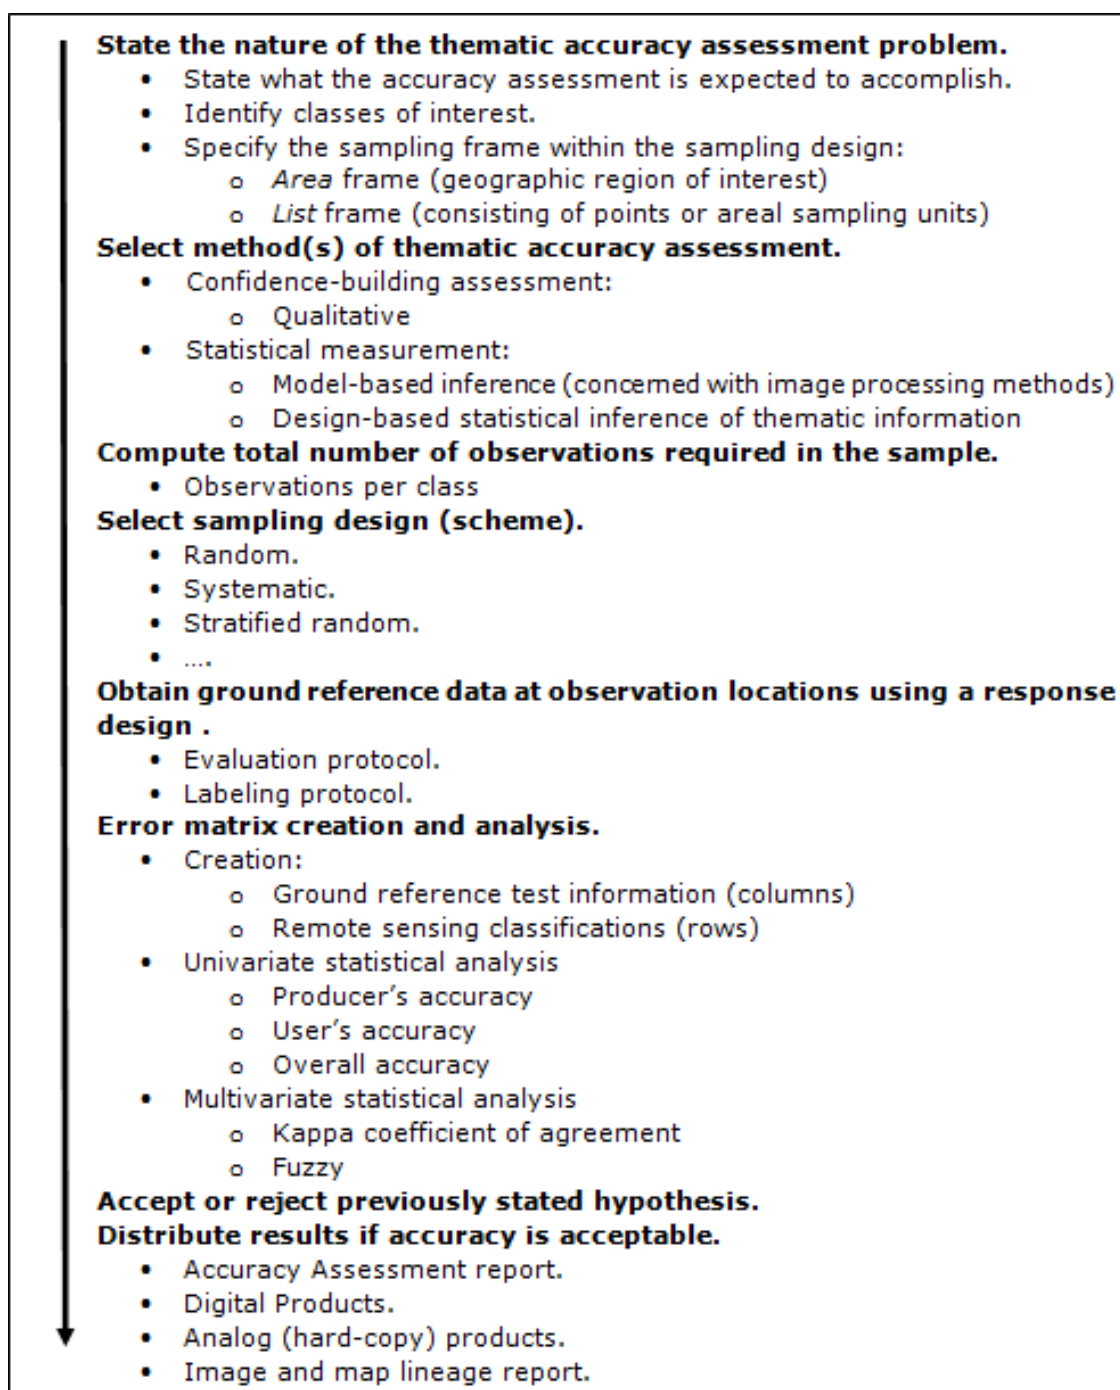 State the nature of the thematic accuracy assessment problem.
• State what the accuracy assessment is expected to accomplish.
• Identify classes of interest.
• Specify the sampling frame within the sampling design:
o Area frame (geographic region of interest)
o List frame (consisting of points or areal sampling units)
Select method(s) of thematic accuracy assessment.
• Confidence-building assessment:
o Qualitative
• Statistical measurement:
o Model-based inference (concerned with image processing methods)
o Design-based statistical inference of thematic information
Compute total number of observations required in the sample.
• Observations per class
Select sampling design (scheme).
• Random.
• Systematic.
• Stratified random.
• ....
Obtain ground reference data at observation locations using a response
design .
• Evaluation protocol.
• Labeling protocol.
Error matrix creation and analysis.
• Creation:
o Ground reference test information (columns)
o Remote sensing classifications (rows)
• Univariate statistical analysis
o Producer’s accuracy
o User’s accuracy
o Overall accuracy
• Multivariate statistical analysis
o Kappa coefficient of agreement
o Fuzzy
Accept or reject previously stated hypothesis.
Distribute results if accuracy is acceptable.
• Accuracy Assessment report.
• Digital Products.
• Analog (hard-copy) products.
• Image and map lineage report.